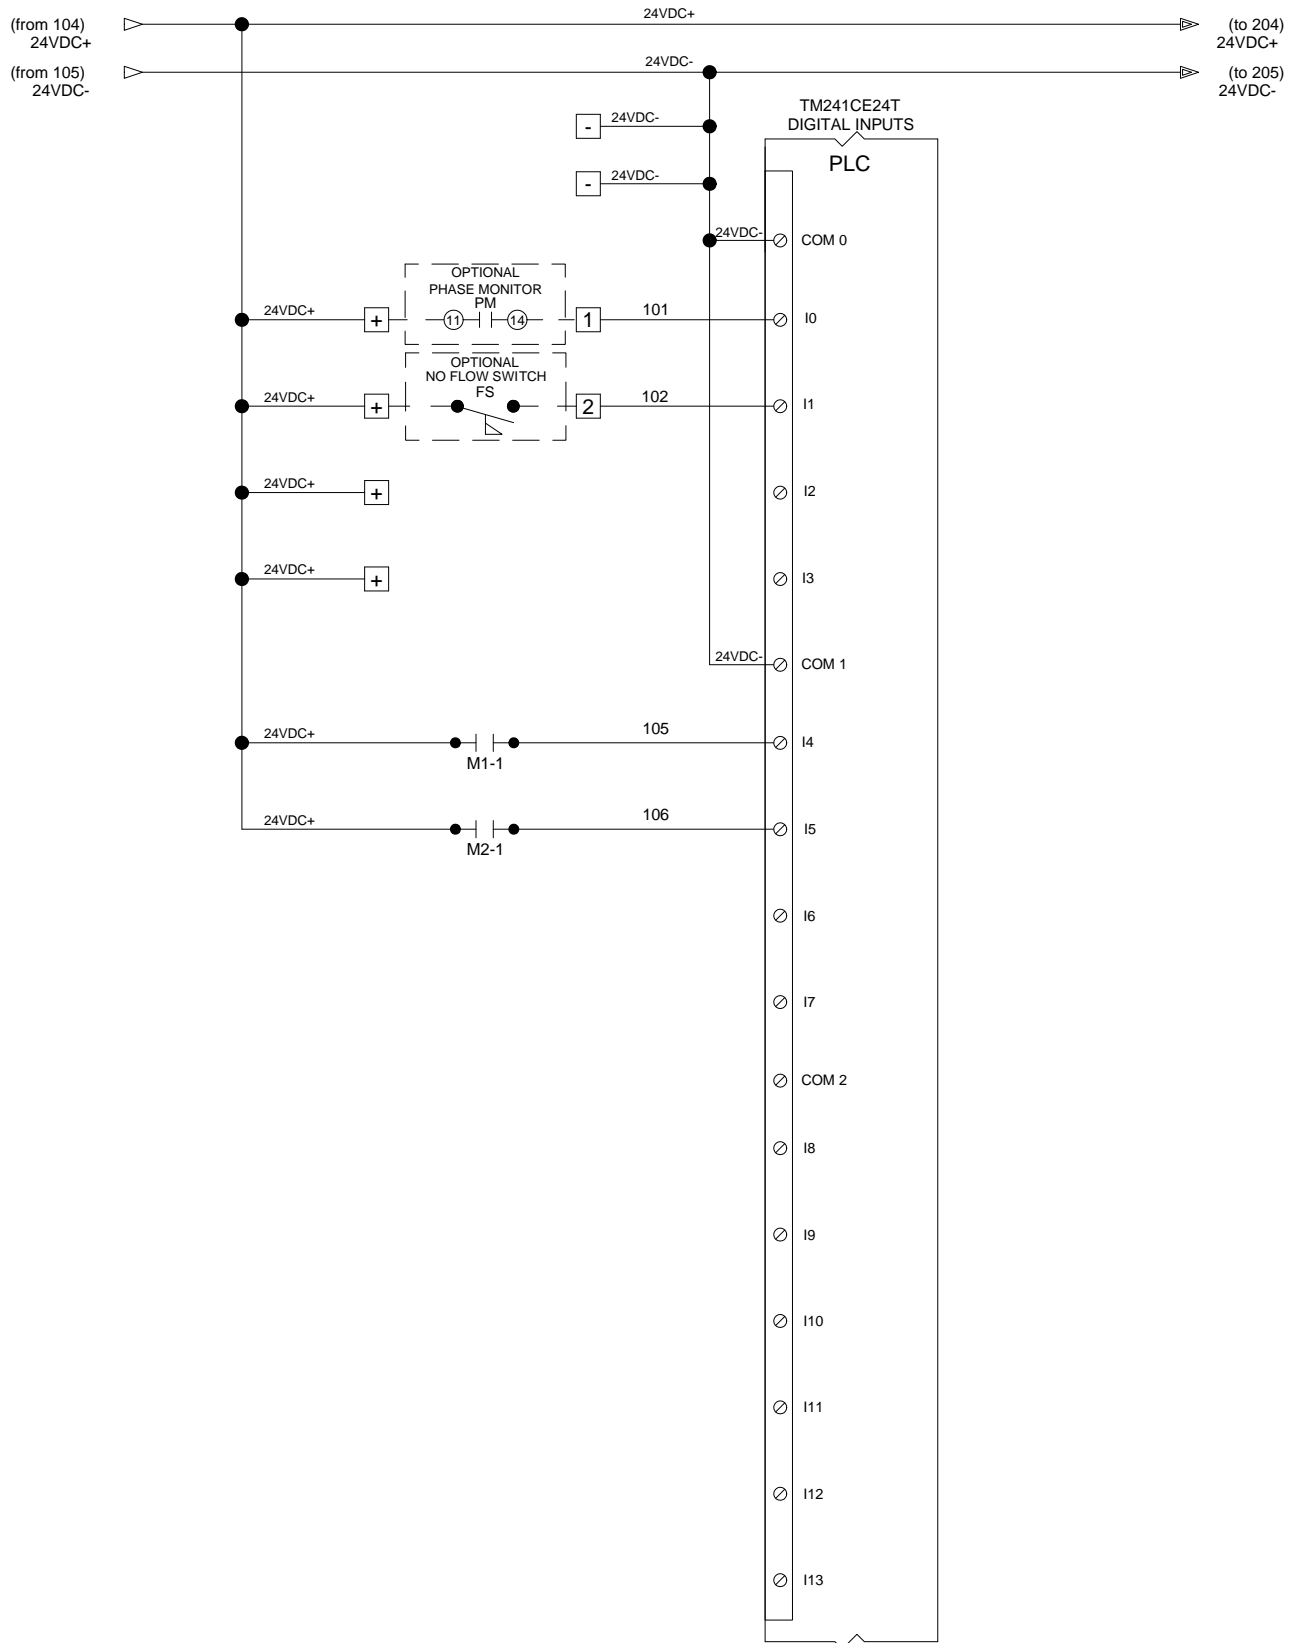 (from 104)
24VDC+
24VDC+
(to 204)
24VDC+
(from 105)
24VDC-
24VDC-
(to 205)
24VDC-
TM241CE24T
DIGITAL INPUTS
PLC
- 24VDC-
- 24VDC-
24VDC- COM 0
OPTIONAL
PHASE MONITOR
PM
24VDC+ + 11 14 1 101 I0
OPTIONAL
NO FLOW SWITCH
FS
24VDC+ + 2 102 I1
24VDC+ + I2
24VDC+ + I3
24VDC- COM 1
24VDC+ 105 I4
M1-1
24VDC+ 106 I5
M2-1
I6
I7
COM 2
I8
I9
I10
I11
I12
I13